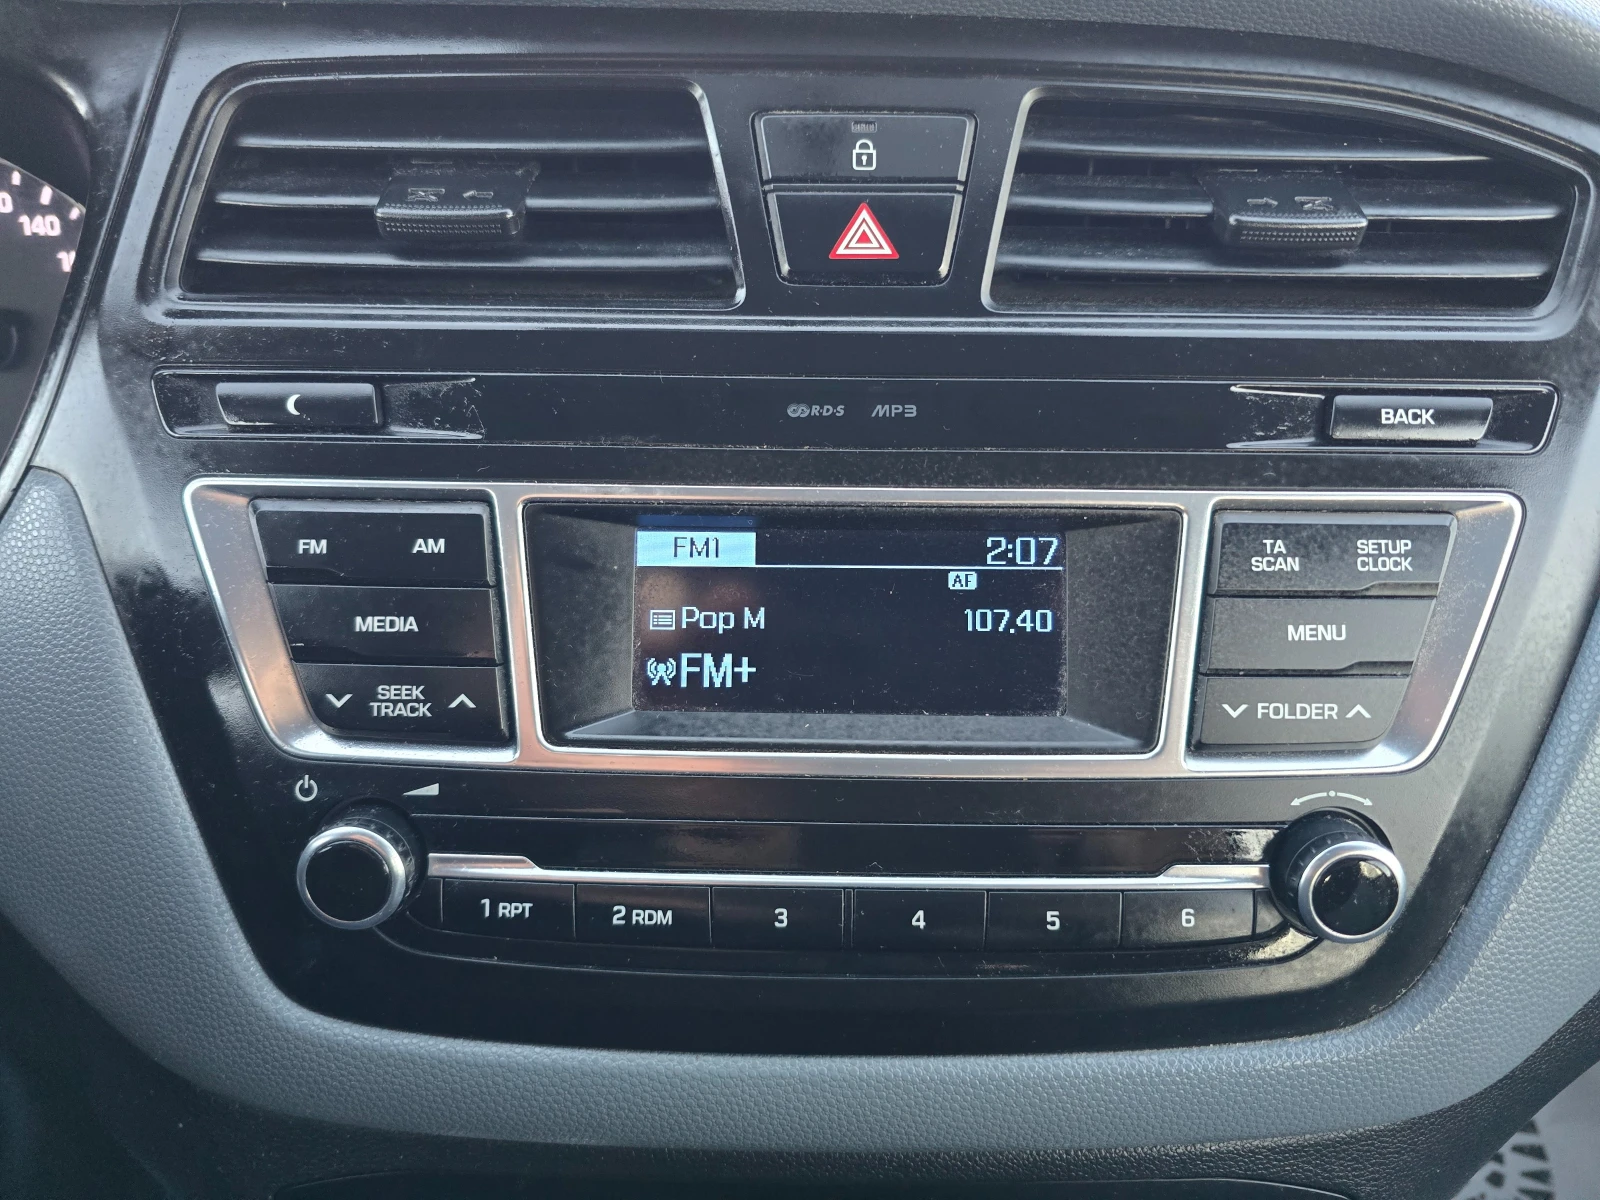 140
R·D·S MP3
BACK
FM AM
MEDIA
SEEK
TRACK
FM1 2:07
AF
Pop M 107.40
FM+
TA
SCAN
SETUP
CLOCK
MENU
FOLDER
1 RPT 2 RDM 3 4 5 6